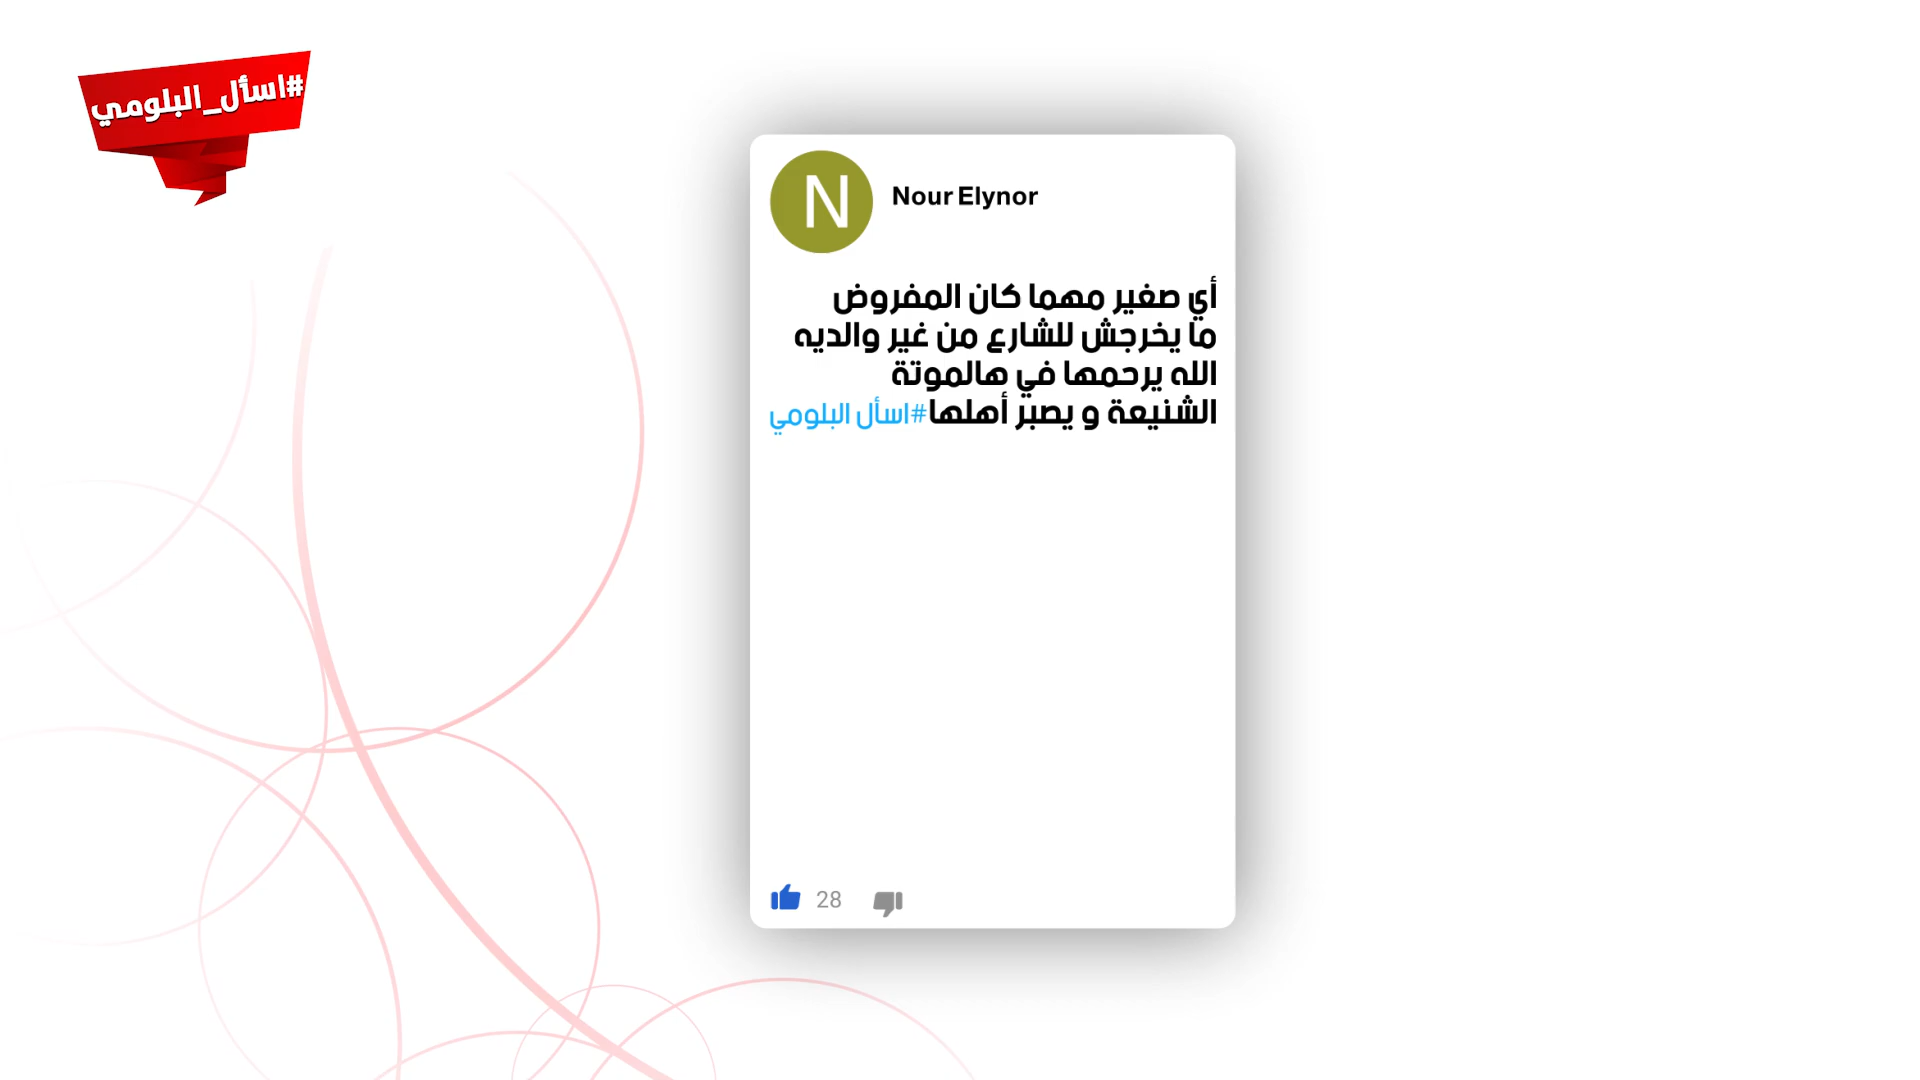 #اسأل_البلومي
N
Nour Elynor
أي صغير مهما كان المفروض
ما يخرجش للشارع من غير والديه
الله يرحمها في هالموتة
الشنيعة و يصبر أهلها#اسأل البلومي
28